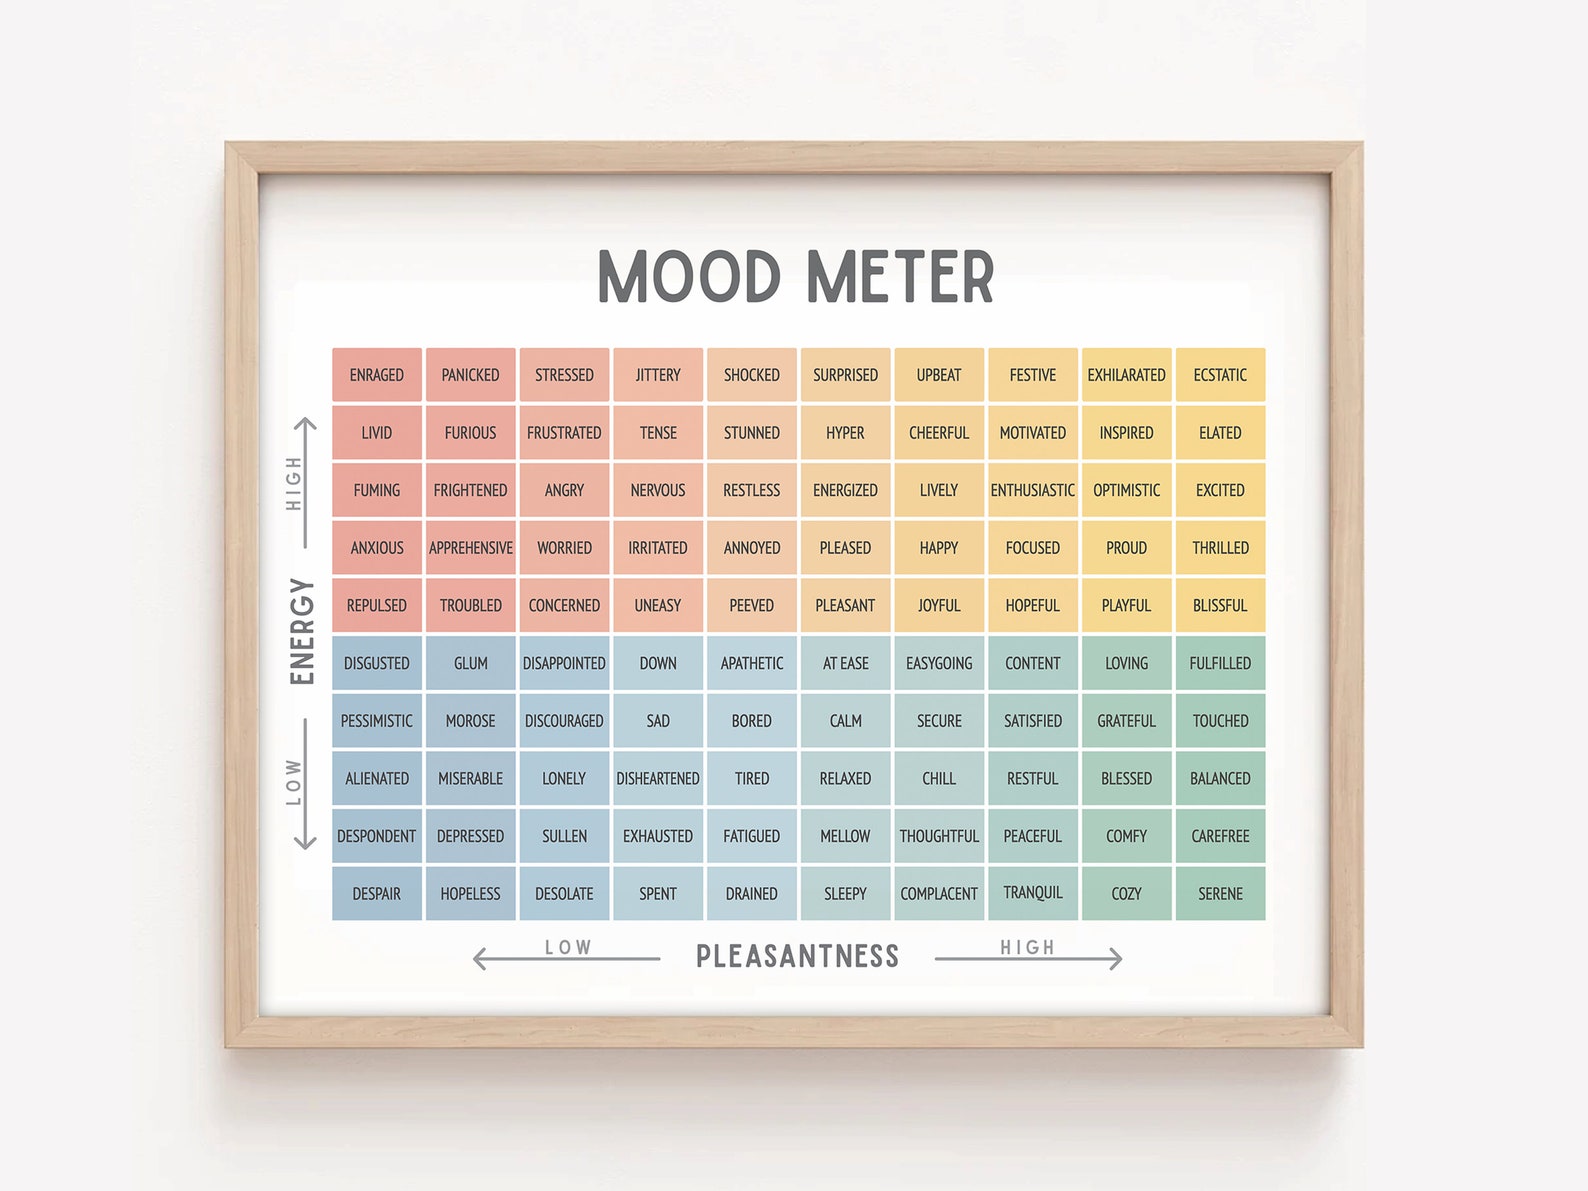 MOOD METER
ENRAGED PANICKED STRESSED JITTERY SHOCKED SURPRISED UPBEAT FESTIVE EXHILARATED ECSTATIC
LIVID FURIOUS FRUSTRATED TENSE STUNNED HYPER CHEERFUL MOTIVATED INSPIRED ELATED
FUMING FRIGHTENED ANGRY NERVOUS RESTLESS ENERGIZED LIVELY ENTHUSIASTIC OPTIMISTIC EXCITED
ANXIOUS APPREHENSIVE WORRIED IRRITATED ANNOYED PLEASED HAPPY FOCUSED PROUD THRILLED
REPULSED TROUBLED CONCERNED UNEASY PEEVED PLEASANT JOYFUL HOPEFUL PLAYFUL BLISSFUL
DISGUSTED GLUM DISAPPOINTED DOWN APATHETIC AT EASE EASYGOING CONTENT LOVING FULFILLED
PESSIMISTIC MOROSE DISCOURAGED SAD BORED CALM SECURE SATISFIED GRATEFUL TOUCHED
ALIENATED MISERABLE LONELY DISHEARTENED TIRED RELAXED CHILL RESTFUL BLESSED BALANCED
DESPONDENT DEPRESSED SULLEN EXHAUSTED FATIGUED MELLOW THOUGHTFUL PEACEFUL COMFY CAREFREE
DESPAIR HOPELESS DESOLATE SPENT DRAINED SLEEPY COMPLACENT TRANQUIL COZY SERENE
LOW ENERGY HIGH
LOW PLEASANTNESS HIGH